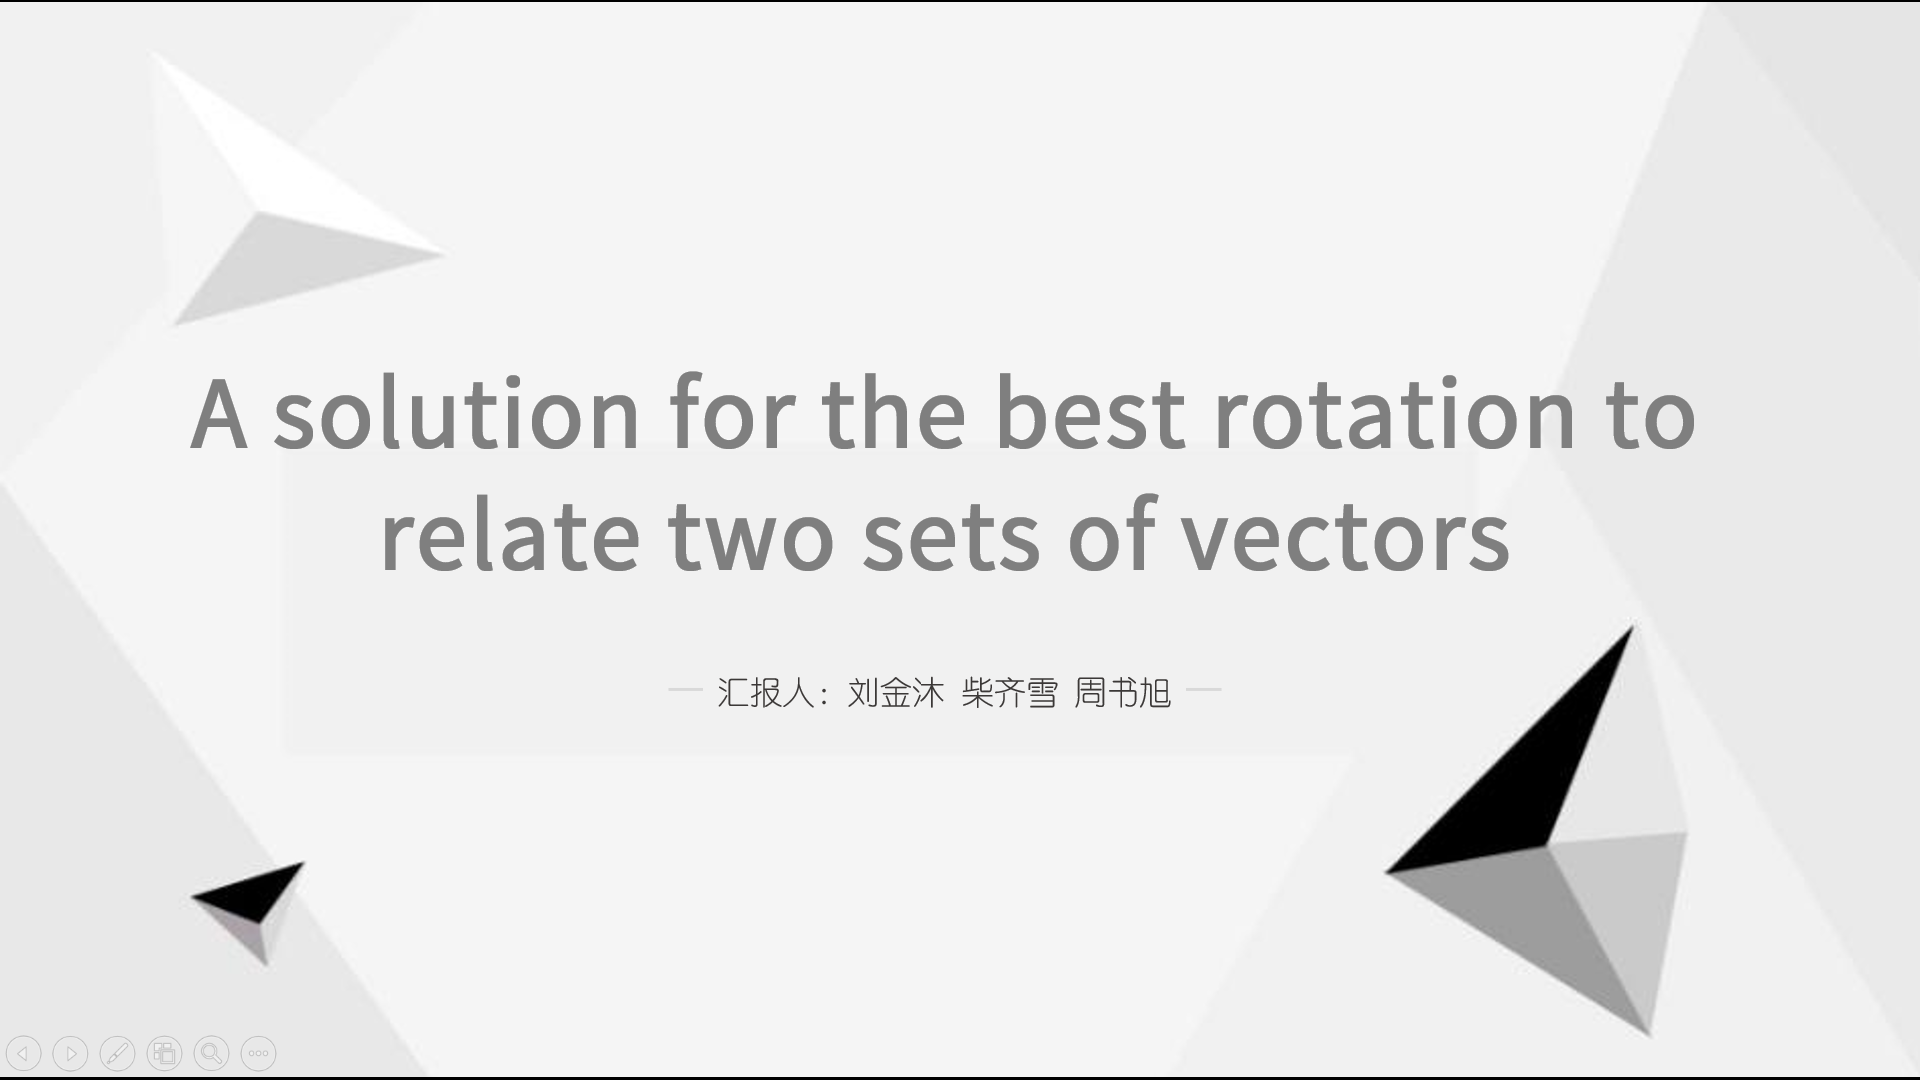 A solution for the best rotation to
relate two sets of vectors
汇报人：刘金沐 柴齐雪 周书旭